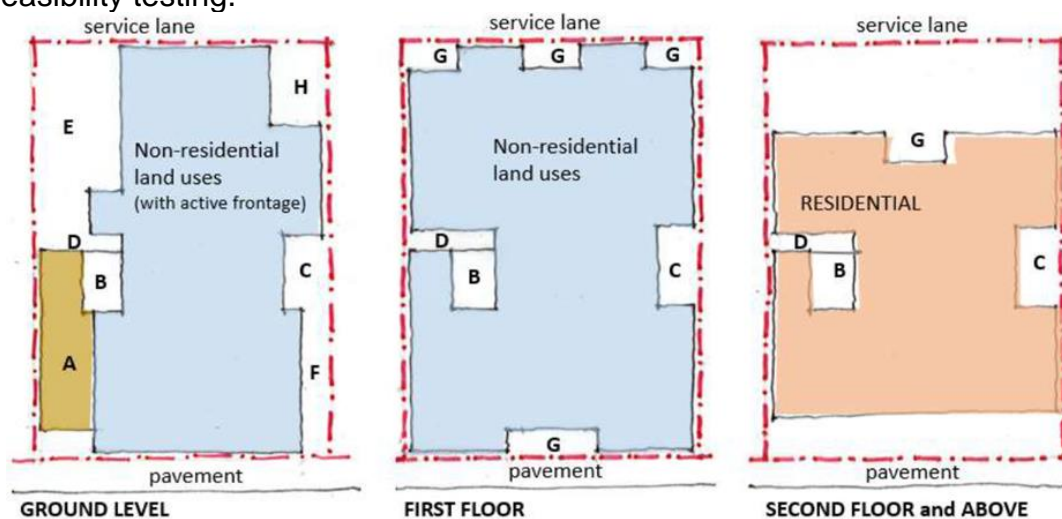 easibility testing.
service lane
E
H
Non-residential
land uses
(with active frontage)
D
B
C
A
F
pavement
GROUND LEVEL
service lane
G
G
G
Non-residential
land uses
D
B
C
G
pavement
FIRST FLOOR
service lane
G
RESIDENTIAL
D
B
C
pavement
SECOND FLOOR and ABOVE